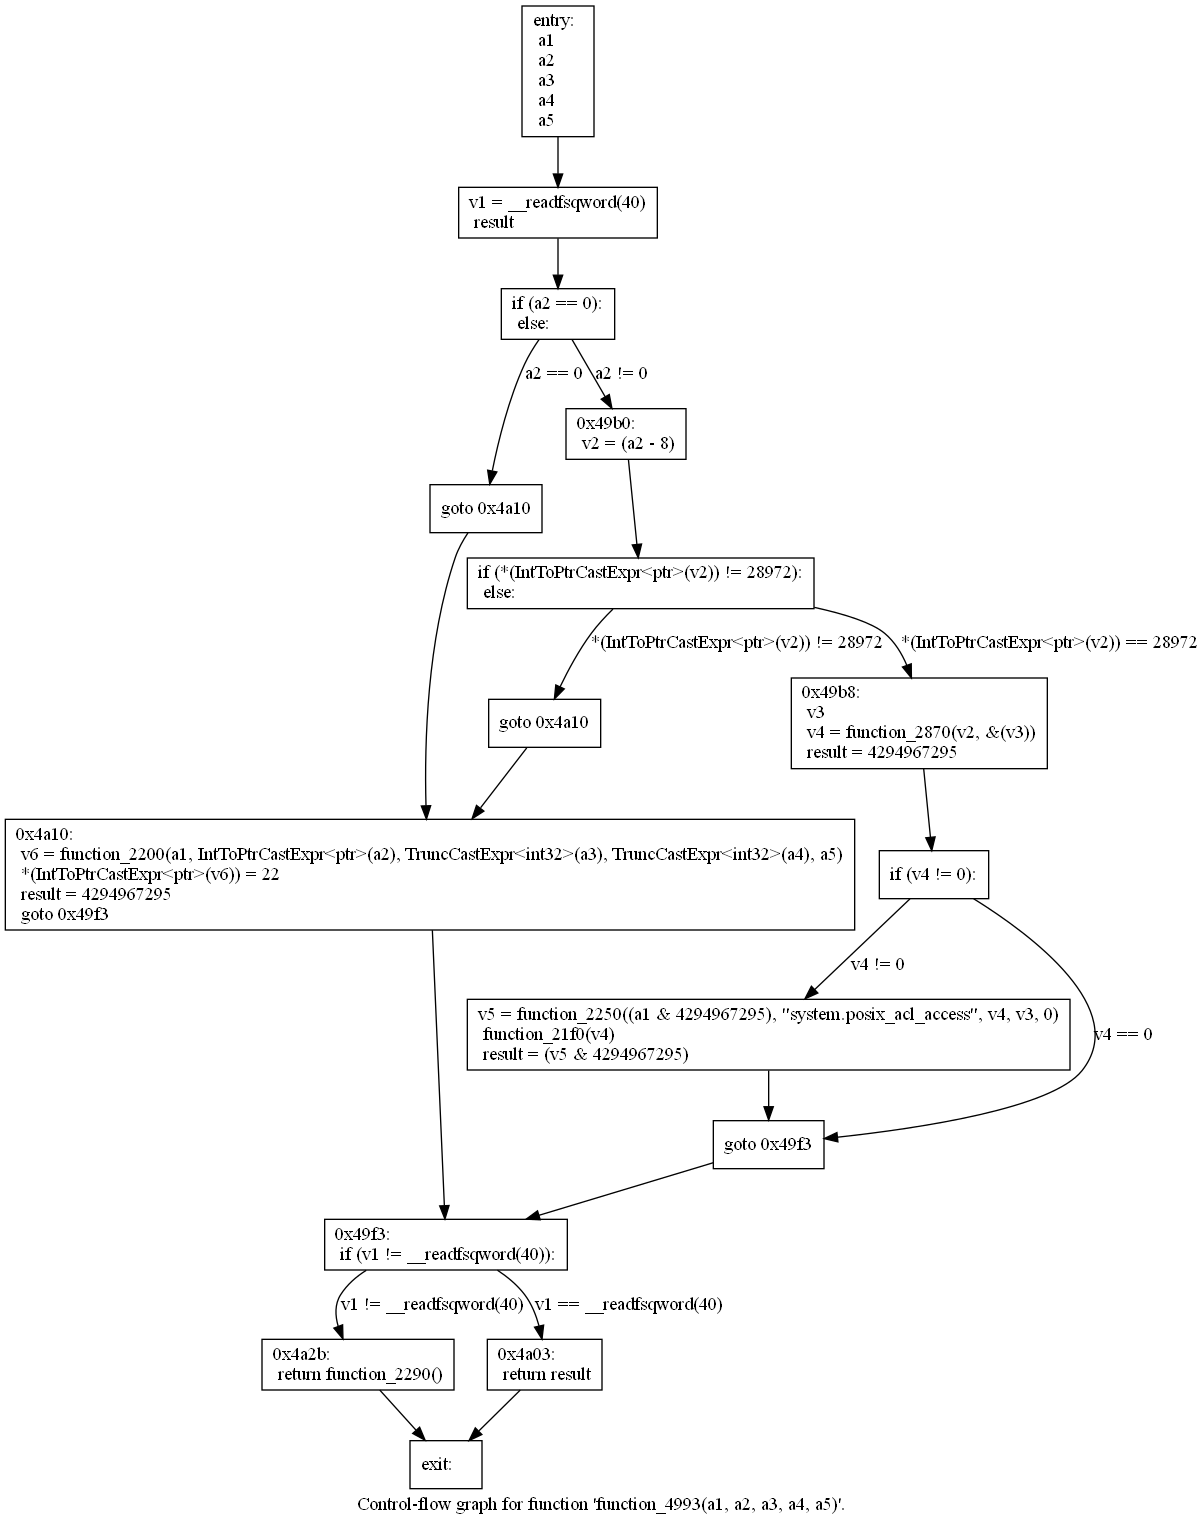 entry:
a1
a2
a3
a4
a5
v1 = __readfsqword(40)
result
if (a2 == 0):
else:
a2 == 0
a2 != 0
0x49b0:
v2 = (a2 - 8)
goto 0x4a10
if (*(IntToPtrCastExpr<ptr>(v2)) != 28972):
else:
*(IntToPtrCastExpr<ptr>(v2)) != 28972
*(IntToPtrCastExpr<ptr>(v2)) == 28972
goto 0x4a10
0x49b8:
v3
v4 = function_2870(v2, &(v3))
result = 4294967295
0x4a10:
v6 = function_2200(a1, IntToPtrCastExpr<ptr>(a2), TruncCastExpr<int32>(a3), TruncCastExpr<int32>(a4), a5)
*(IntToPtrCastExpr<ptr>(v6)) = 22
result = 4294967295
goto 0x49f3
if (v4 != 0):
v4 != 0
v4 == 0
v5 = function_2250((a1 & 4294967295), "system.posix_acl_access", v4, v3, 0)
function_21f0(v4)
result = (v5 & 4294967295)
goto 0x49f3
0x49f3:
if (v1 != __readfsqword(40)):
v1 != __readfsqword(40)
v1 == __readfsqword(40)
0x4a2b:
return function_2290()
0x4a03:
return result
exit:
Control-flow graph for function 'function_4993(a1, a2, a3, a4, a5)'.